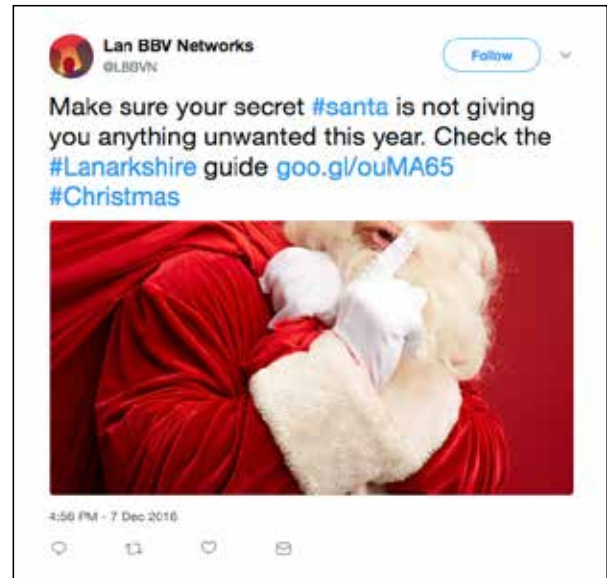 Lan BBV Networks
@LBBVN
Follow
Make sure your secret #santa is not giving
you anything unwanted this year. Check the
#Lanarkshire guide goo.gl/ouMA65
#Christmas
4:56 PM - 7 Dec 2016